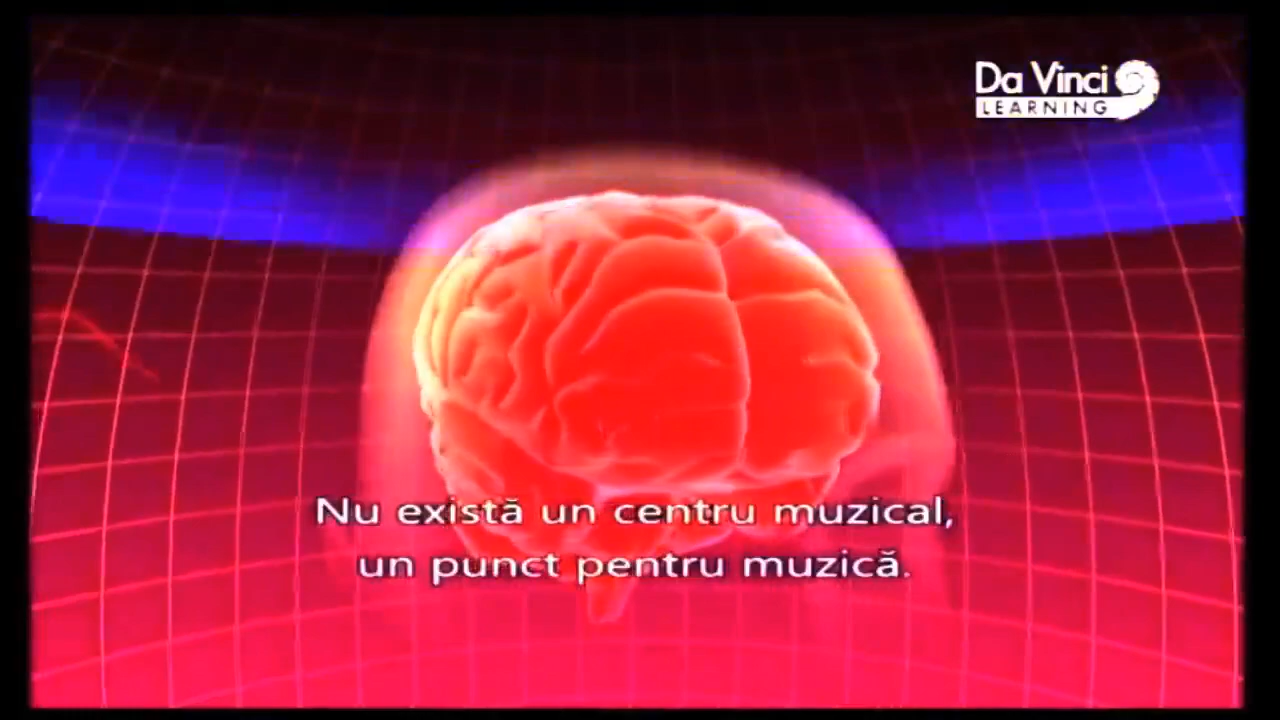 Da Vinci
LEARNING
Nu există un centru muzical,
un punct pentru muzică.